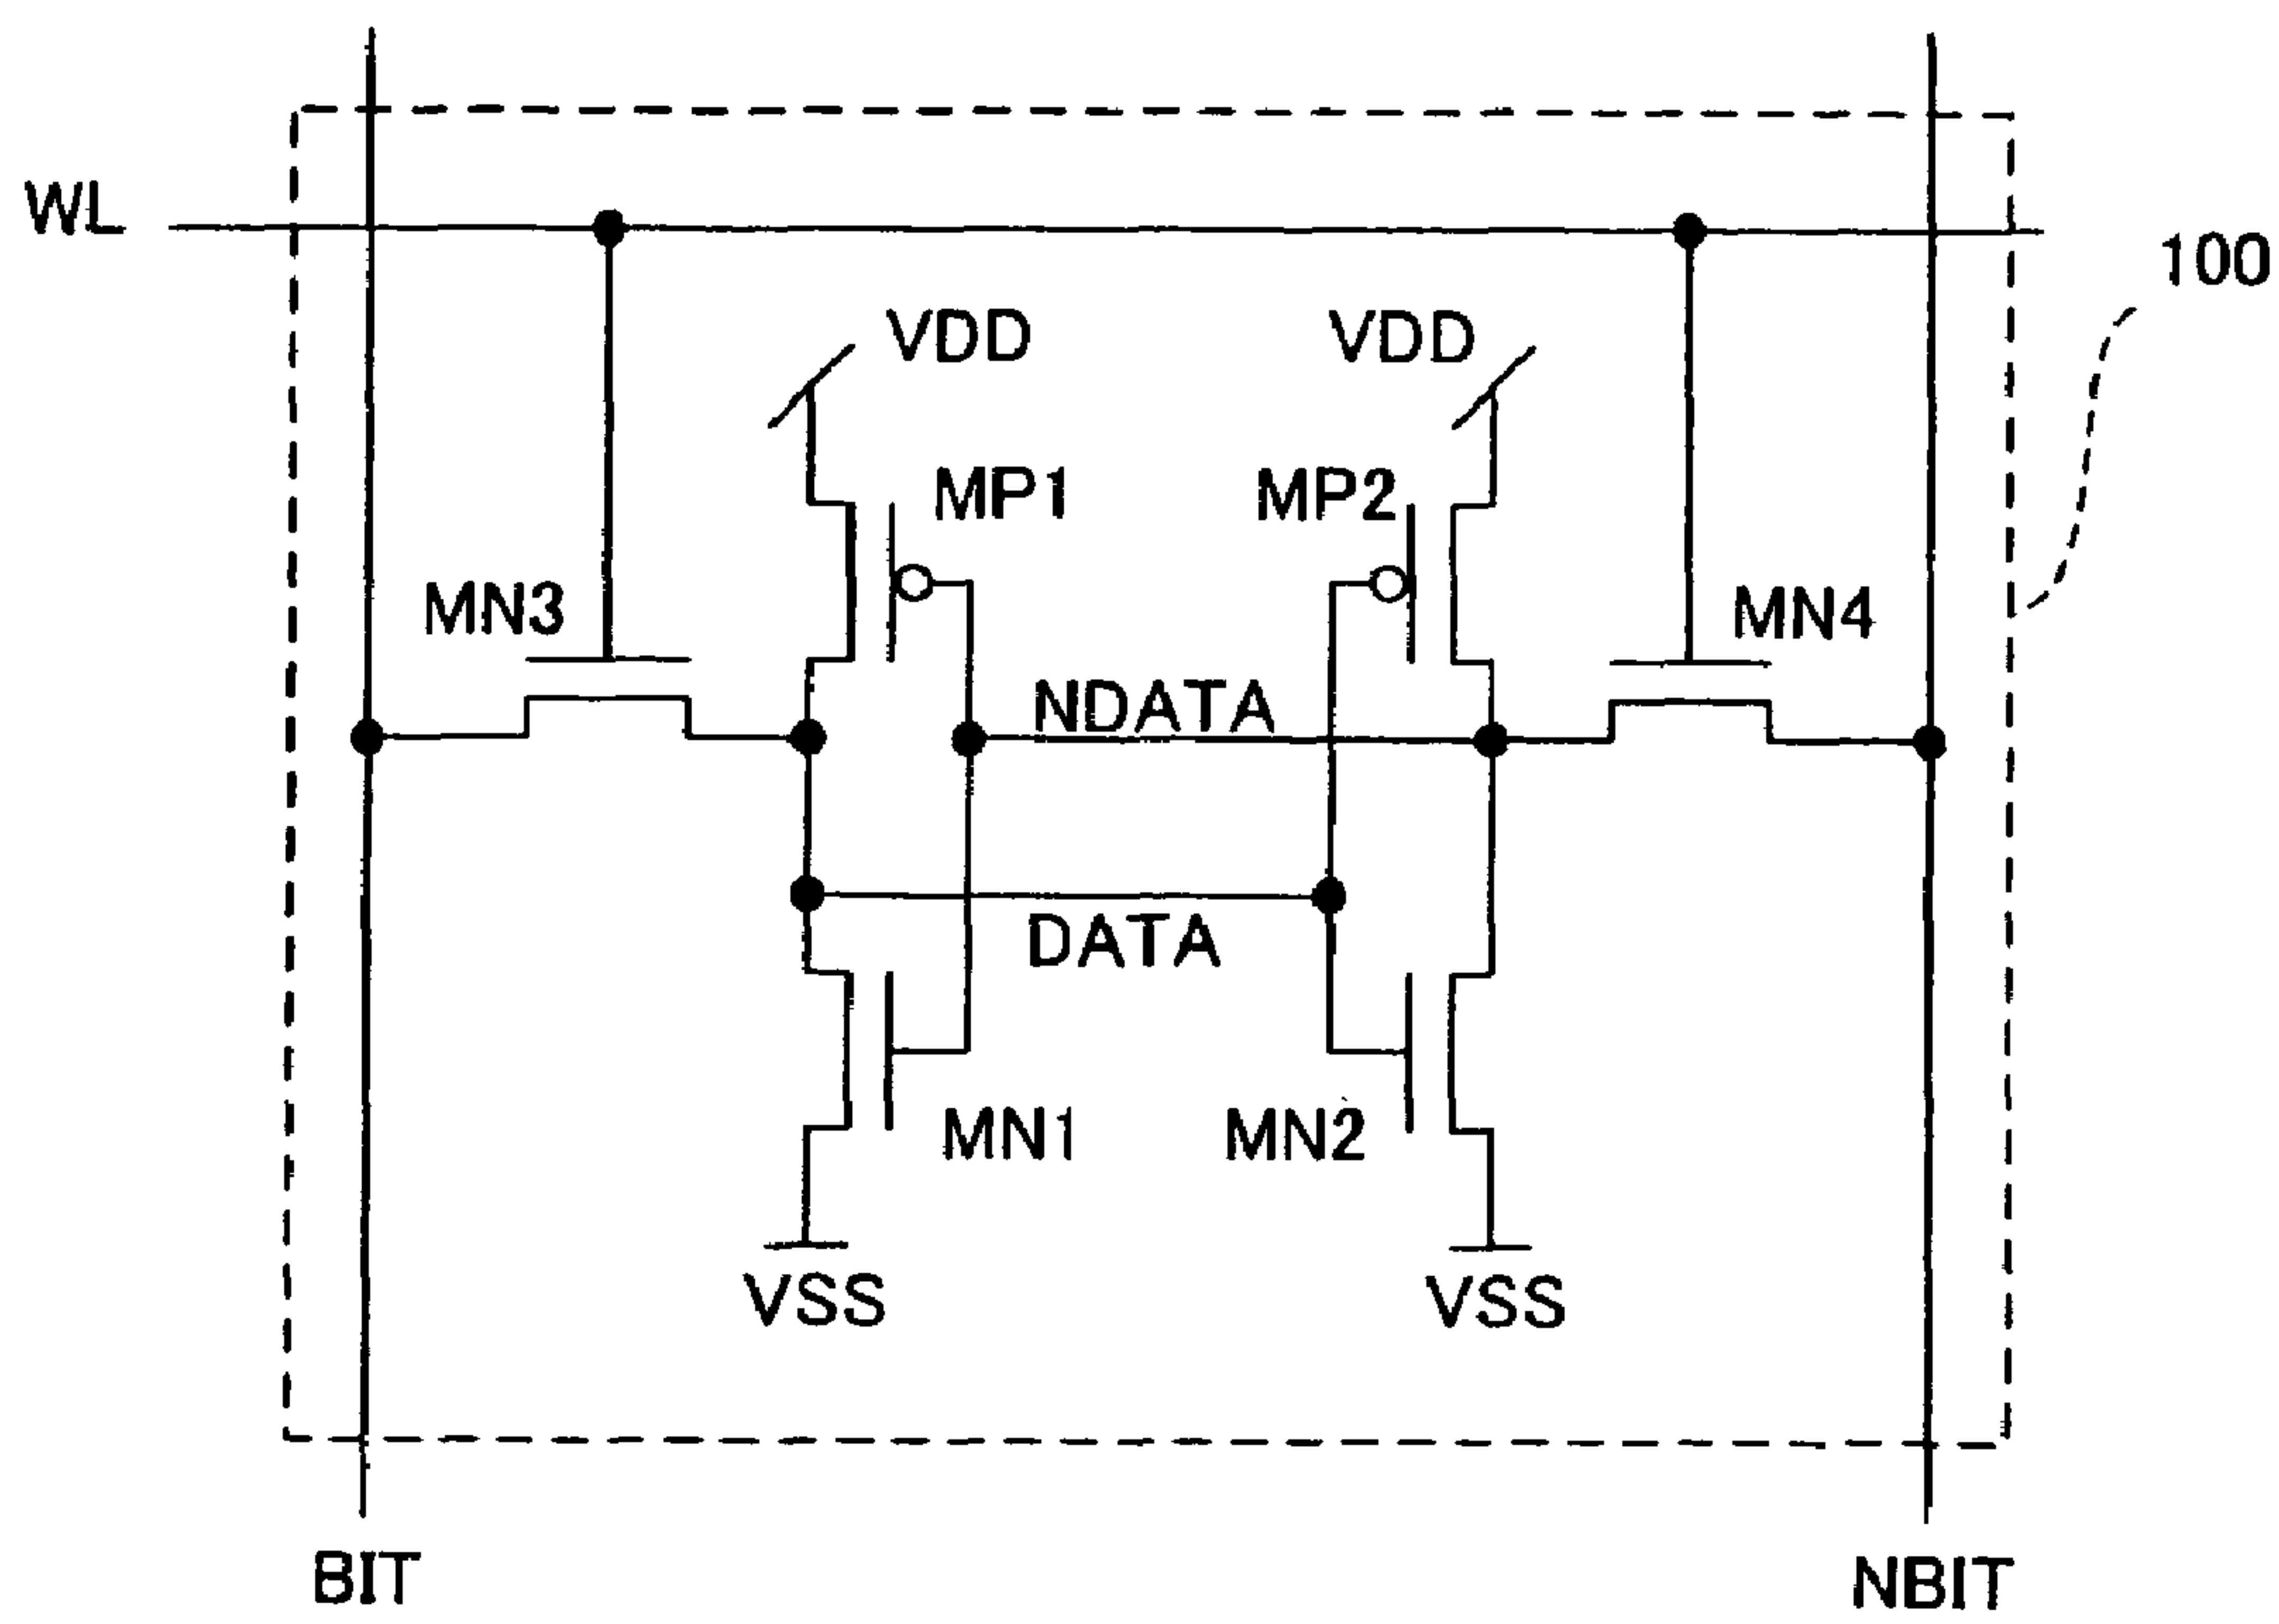 WL
100
VDD
VDD
MP1
MP2
MN3
MN4
NDATA
DATA
MN1
MN2
VSS
VSS
BIT
NBIT